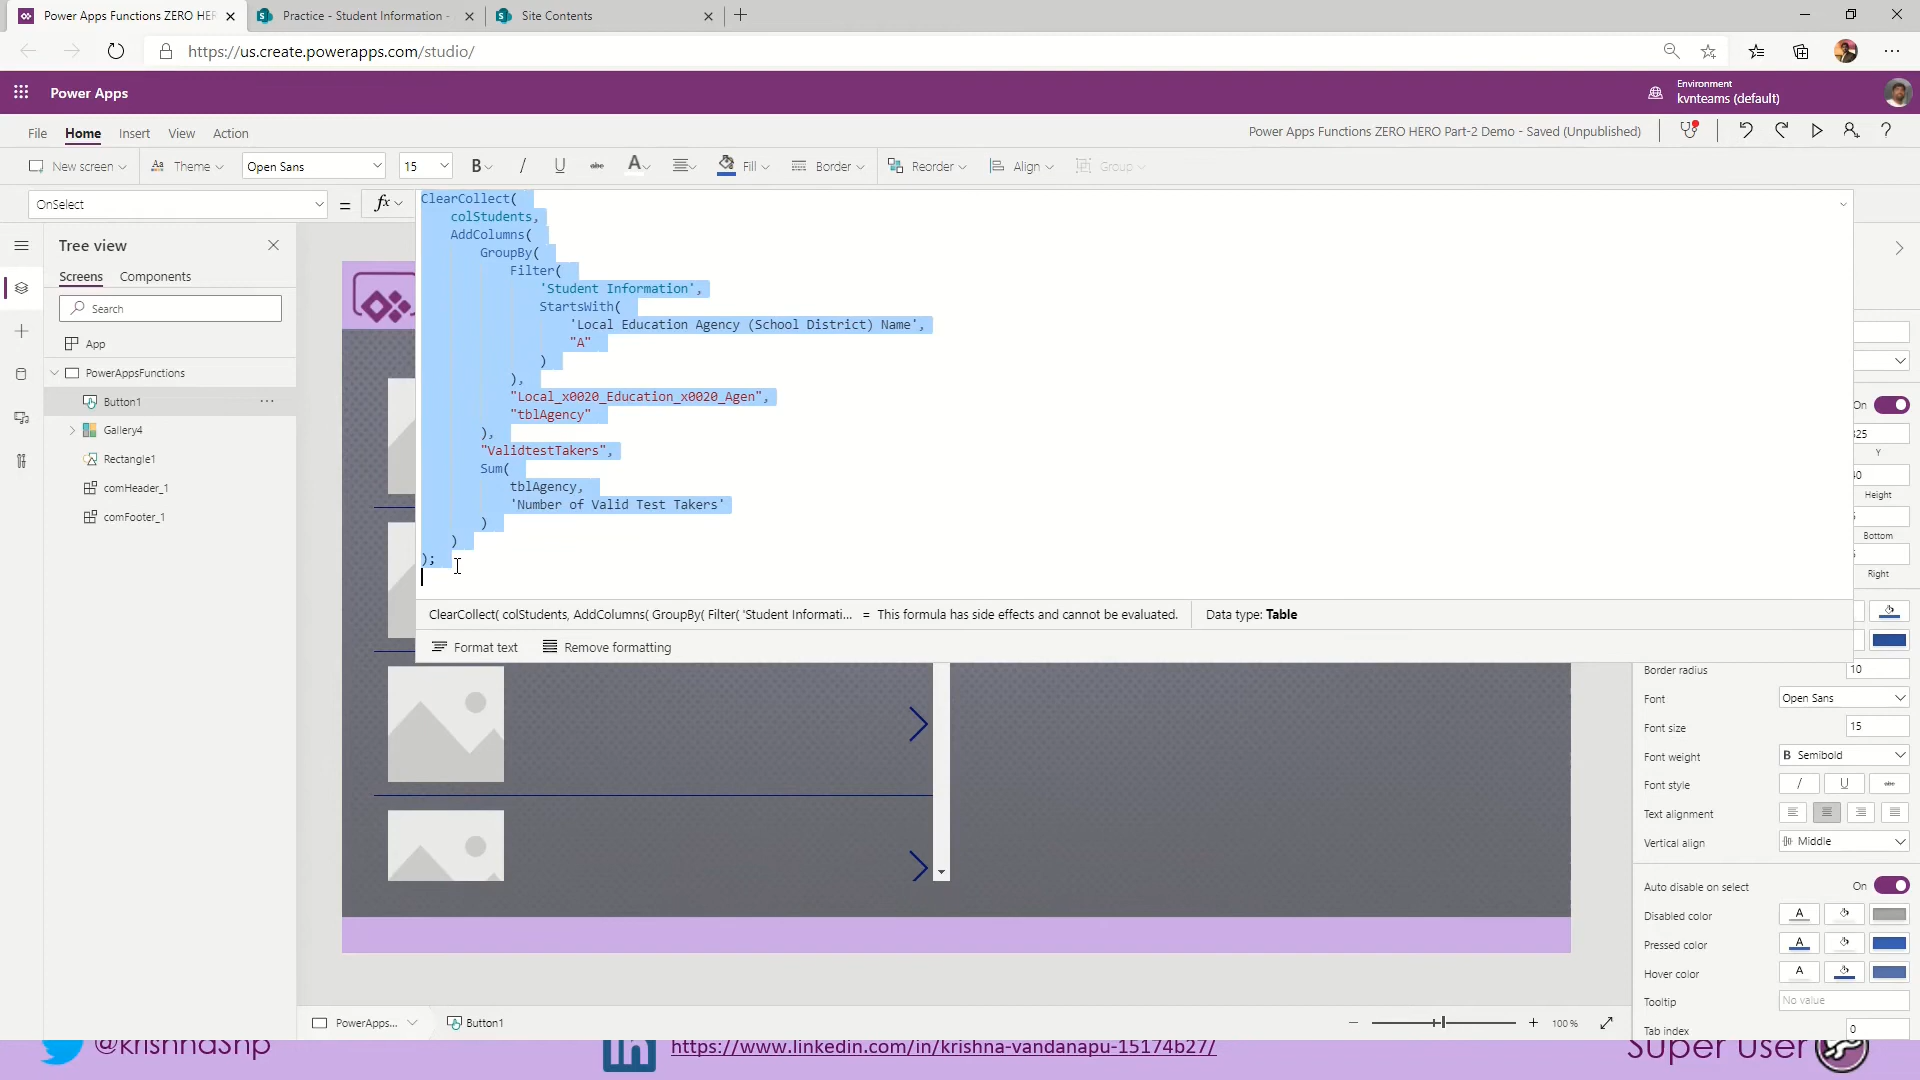 Power Apps Functions ZERO HER
Practice - Student Information -
Site Contents
https://us.create.powerapps.com/studio/
Power Apps
Environment
kvnteams (default)
File
Home
Insert
View
Action
Power Apps Functions ZERO HERO Part-2 Demo - Saved (Unpublished)
New screen
Theme
Open Sans
15
B
Fill
Border
Reorder
Align
Group
OnSelect
=
fx
ClearCollect(
colStudents,
AddColumns(
GroupBy(
Filter(
'Student Information',
StartsWith(
'Local Education Agency (School District) Name',
"A"
)
),
"Local_x0020_Education_x0020_Agen",
"tblAgency"
),
"ValidtestTakers",
Sum(
tblAgency,
'Number of Valid Test Takers'
)
)
);
ClearCollect( colStudents, AddColumns( GroupBy( Filter( 'Student Informati... = This formula has side effects and cannot be evaluated.
Data type: Table
Format text
Remove formatting
Tree view
Screens
Components
Search
App
PowerAppsFunctions
Button1
Gallery4
Rectangle1
comHeader_1
comFooter_1
On
Y
Height
Bottom
Right
Border radius
10
Font
Open Sans
Font size
15
Font weight
B Semibold
Font style
Text alignment
Vertical align
Middle
Auto disable on select
On
Disabled color
Pressed color
Hover color
Tooltip
No value
Tab index
0
PowerApps...
Button1
100 %
@krishnaShp
https://www.linkedin.com/in/krishna-vandanapu-15174b27/
Super User